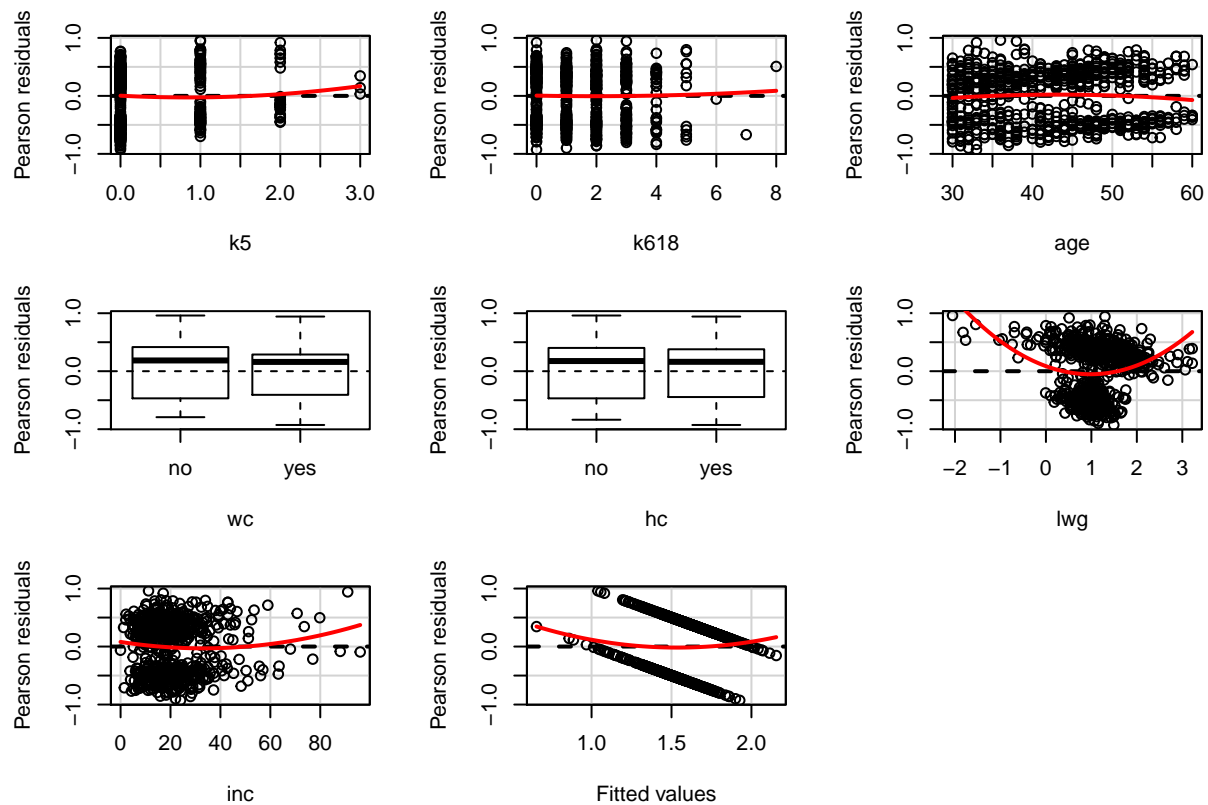 Pearson residuals
−1.0 0.0 1.0
0.0 1.0 2.0 3.0
k5
Pearson residuals
−1.0 0.0 1.0
0 2 4 6 8
k618
Pearson residuals
−1.0 0.0 1.0
30 40 50 60
age
Pearson residuals
−1.0 0.0 1.0
no yes
wc
Pearson residuals
−1.0 0.0 1.0
no yes
hc
Pearson residuals
−1.0 0.0 1.0
−2 −1 0 1 2 3
lwg
Pearson residuals
−1.0 0.0 1.0
0 20 40 60 80
inc
Pearson residuals
−1.0 0.0 1.0
1.0 1.5 2.0
Fitted values